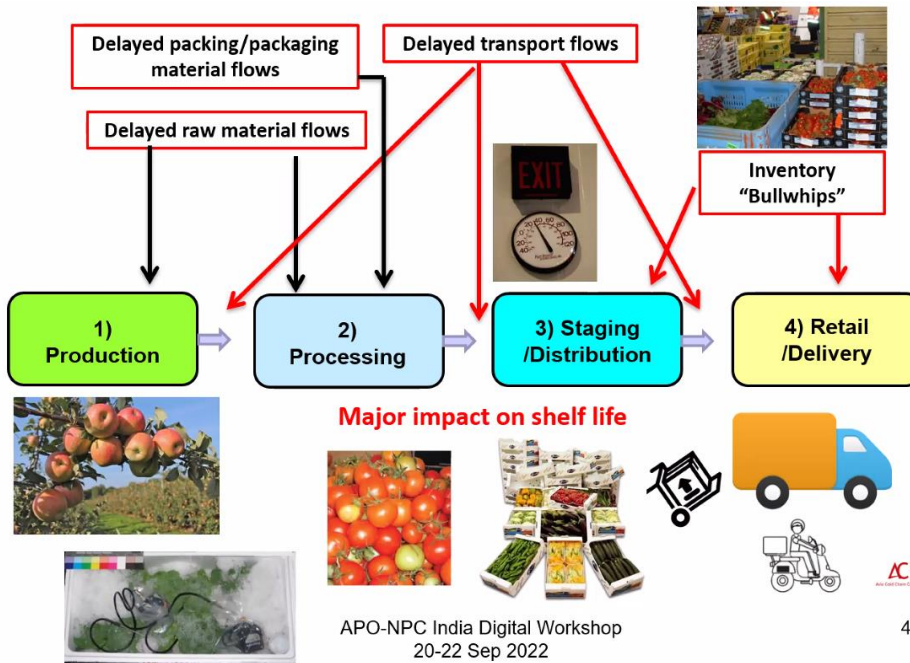 Delayed packing/packaging
material flows
Delayed transport flows
Delayed raw material flows
EXIT
Inventory
“Bullwhips”
1)
Production
2)
Processing
3) Staging
/Distribution
4) Retail
/Delivery
Major impact on shelf life
AC
APO-NPC India Digital Workshop
20-22 Sep 2022
4